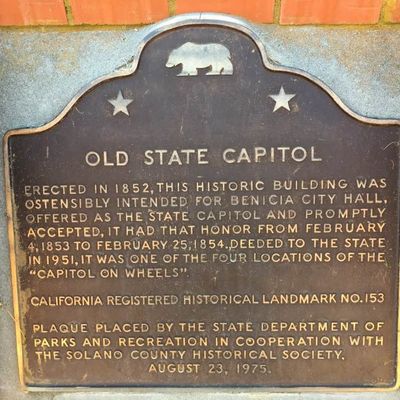 OLD STATE CAPITOL
ERECTED IN 1852, THIS HISTORIC BUILDING WAS
OSTENSIBLY INTENDED FOR BENICIA CITY HALL,
OFFERED AS THE STATE CAPITOL AND PROMPTLY
ACCEPTED, IT HAD THAT HONOR FROM FEBRUARY
4, 1853 TO FEBRUARY 25, 1854. DEEDED TO THE STATE
IN 1951, IT WAS ONE OF THE FOUR LOCATIONS OF THE
"CAPITOL ON WHEELS"
CALIFORNIA REGISTERED HISTORICAL LANDMARK NO. 153
PLAQUE PLACED BY THE STATE DEPARTMENT OF
PARKS AND RECREATION IN COOPERATION WITH
THE SOLANO COUNTY HISTORICAL SOCIETY,
AUGUST 23, 1975.